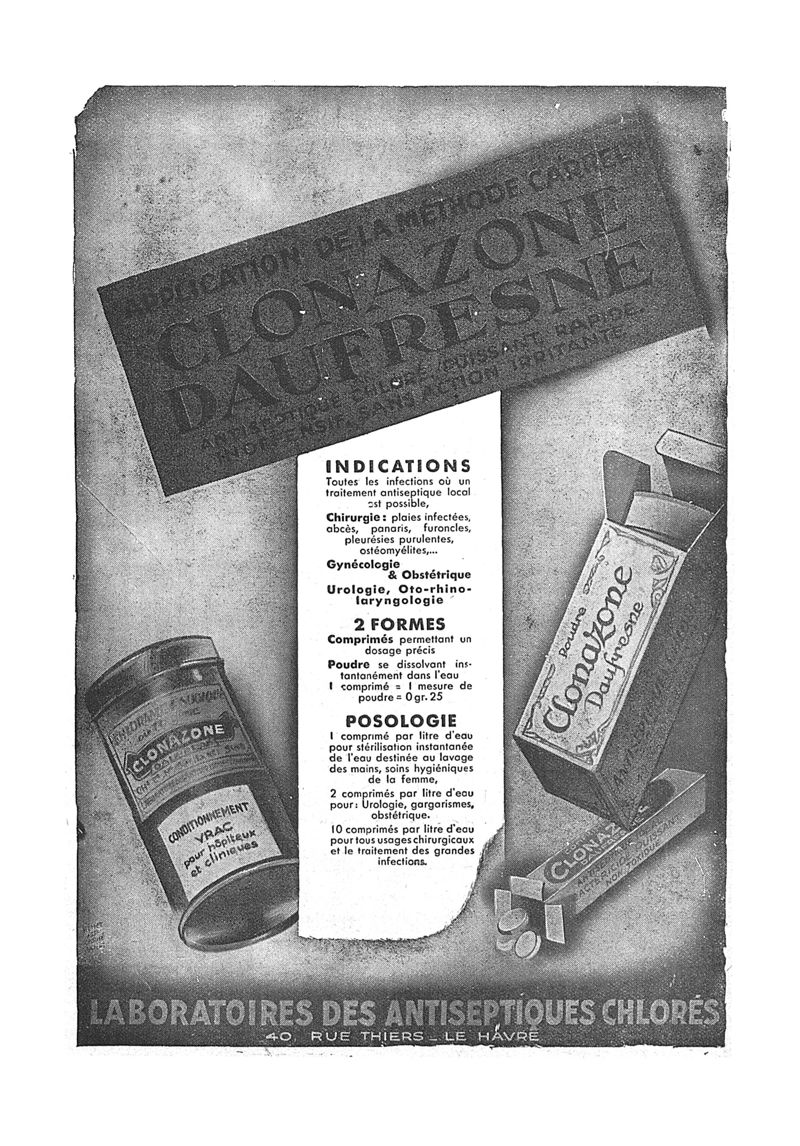 APPLICATION DE LA MÉTHODE CARREL
CLONAZONE
DAUFRESNE
ANTISEPTIQUE CHLORÉ PUISSANT RAPIDE.
INOFFENSIF, SANS ACTION IRRITANTE
INDICATIONS
Toutes les infections où un
traitement antiseptique local
est possible,
Chirurgie : plaies infectées,
abcès, panaris, furoncles,
pleurésies purulentes,
ostéomyélites,...
Gynécologie
& Obstétrique
Urologie, Oto-rhino-
laryngologie
2 FORMES
Comprimés permettant un
dosage précis
Poudre se dissolvant ins-
tantanément dans l'eau
1 comprimé = 1 mesure de
poudre = 0 gr. 25
POSOLOGIE
1 comprimé par litre d'eau
pour stérilisation instantanée
de l'eau destinée au lavage
des mains, soins hygiéniques
de la femme,
2 comprimés par litre d'eau
pour : Urologie, gargarismes,
obstétrique.
10 comprimés par litre d'eau
pour tous usages chirurgicaux
et le traitement des grandes
infections.
CLONAZONE
CONDITIONNEMENT
VRAC
pour hôpitaux
et cliniques
Poudre
Clonazone
Daufresne
CLONAZ
LABORATOIRES DES ANTISEPTIQUES CHLORÉS
40, RUE THIERS _ LE HÁVRE